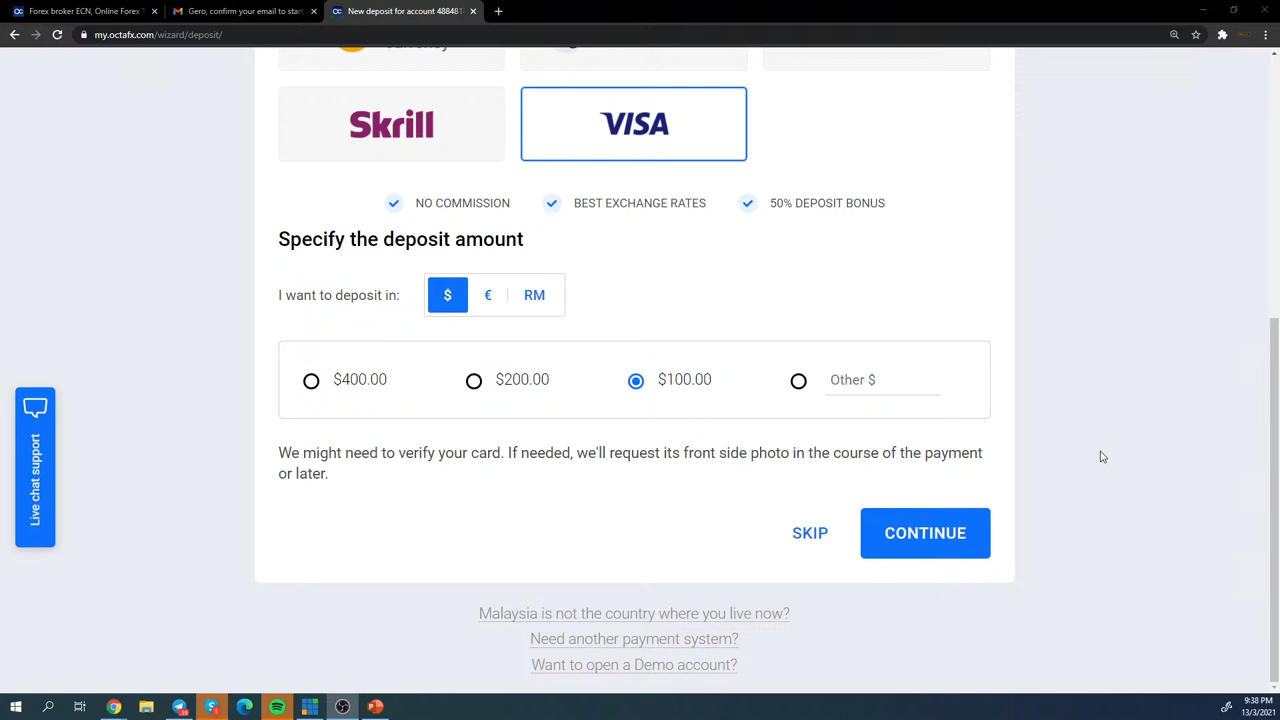 Forex broker ECN, Online Forex T
Gero, confirm your email to start
New deposit for account 48848
my.octafx.com/wizard/deposit/
currency
Skrill
VISA
NO COMMISSION
BEST EXCHANGE RATES
50% DEPOSIT BONUS
Specify the deposit amount
I want to deposit in:
$
€
RM
$400.00
$200.00
$100.00
Other $
We might need to verify your card. If needed, we'll request its front side photo in the course of the payment
or later.
Live chat support
SKIP
CONTINUE
Malaysia is not the country where you live now?
Need another payment system?
Want to open a Demo account?
9:38 PM
13/3/2021